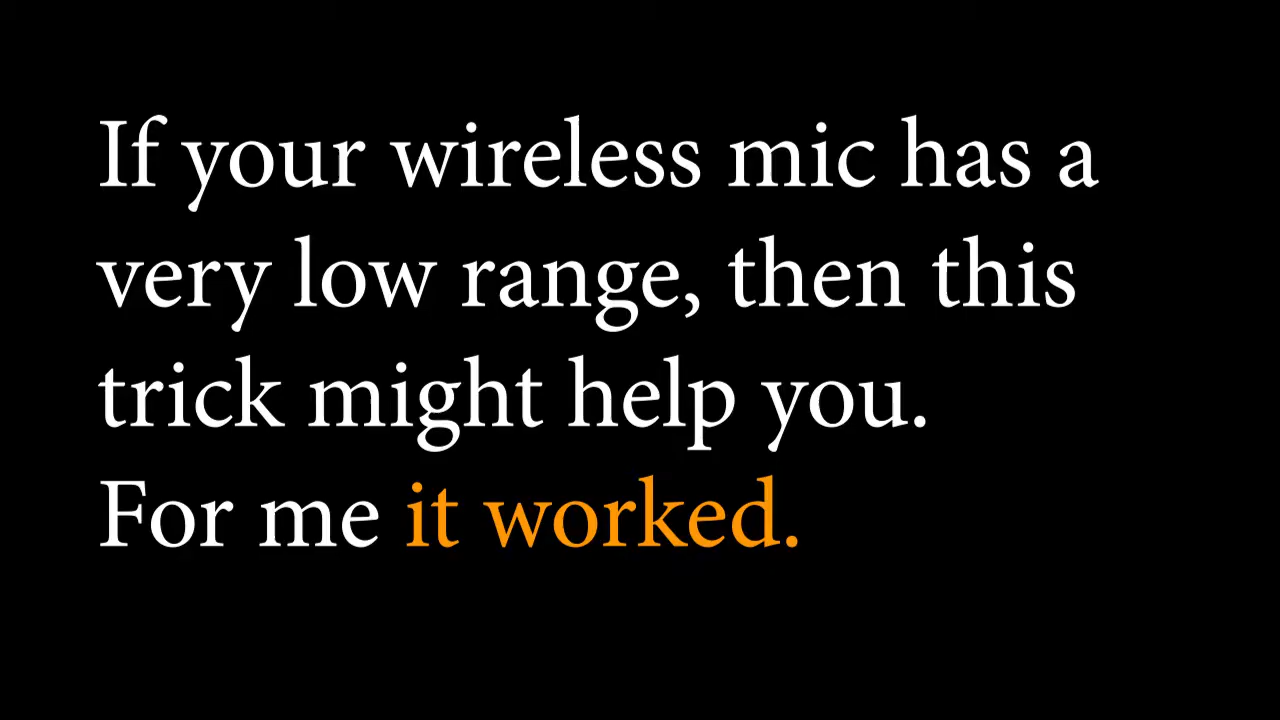 If your wireless mic has a
very low range, then this
trick might help you.
For me it worked.